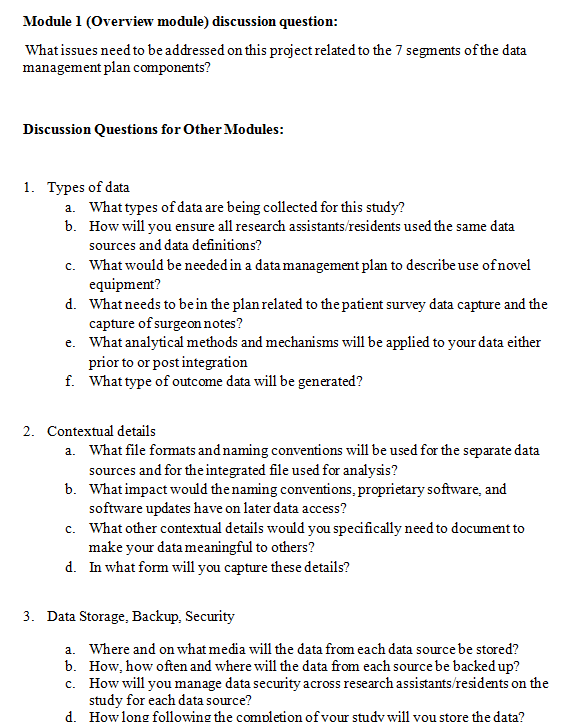 Module 1 (Overview module) discussion question:
What issues need to be addressed on this project related to the 7 segments of the data
management plan components?
Discussion Questions for Other Modules:
1. Types of data
a. What types of data are being collected for this study?
b. How will you ensure all research assistants/residents used the same data
sources and data definitions?
c. What would be needed in a data management plan to describe use of novel
equipment?
d. What needs to be in the plan related to the patient survey data capture and the
capture of surgeon notes?
e. What analytical methods and mechanisms will be applied to your data either
prior to or post integration
f. What type of outcome data will be generated?
2. Contextual details
a. What file formats and naming conventions will be used for the separate data
sources and for the integrated file used for analysis?
b. What impact would the naming conventions, proprietary software, and
software updates have on later data access?
c. What other contextual details would you specifically need to document to
make your data meaningful to others?
d. In what form will you capture these details?
3. Data Storage, Backup, Security
a. Where and on what media will the data from each data source be stored?
b. How, how often and where will the data from each source be backed up?
c. How will you manage data security across research assistants/residents on the
study for each data source?
d. How long following the completion of your study will you store the data?